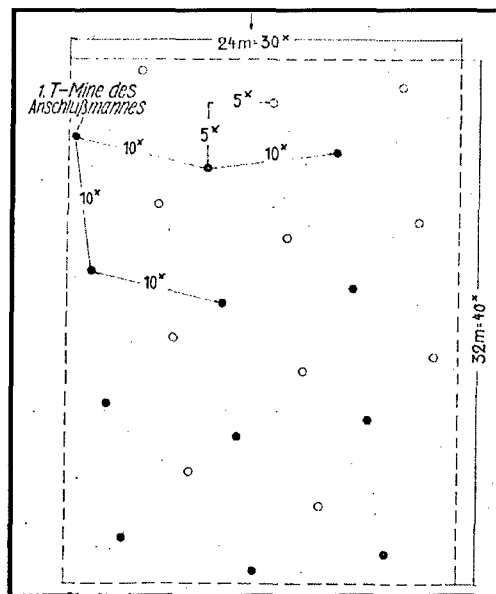 24m=30ˣ
1. T-Mine des
Anschlußmannes
5ˣ
5ˣ
10ˣ
10ˣ
10ˣ
10ˣ
32m=40ˣ